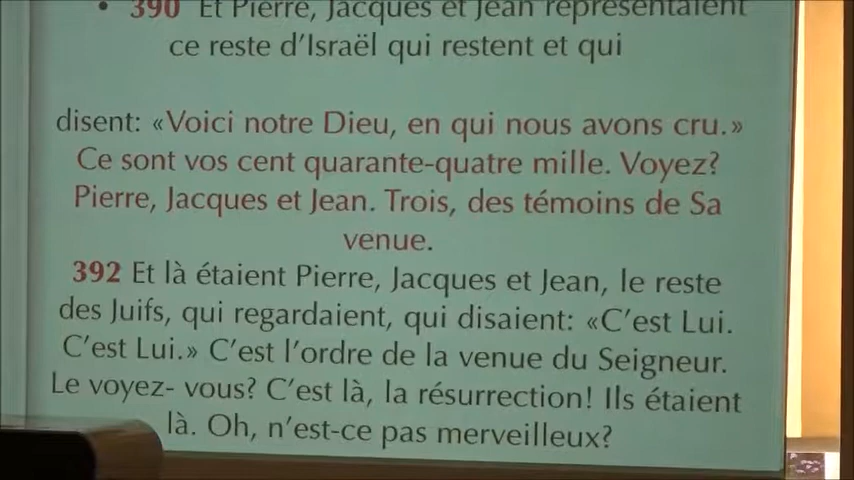 • 390 Et Pierre, Jacques et Jean représentaient
ce reste d'Israël qui restent et qui
disent: «Voici notre Dieu, en qui nous avons cru.»
Ce sont vos cent quarante-quatre mille. Voyez?
Pierre, Jacques et Jean. Trois, des témoins de Sa
venue.
392 Et là étaient Pierre, Jacques et Jean, le reste
des Juifs, qui regardaient, qui disaient: «C'est Lui.
C'est Lui.» C'est l'ordre de la venue du Seigneur.
Le voyez- vous? C'est là, la résurrection! Ils étaient
là. Oh, n'est-ce pas merveilleux?